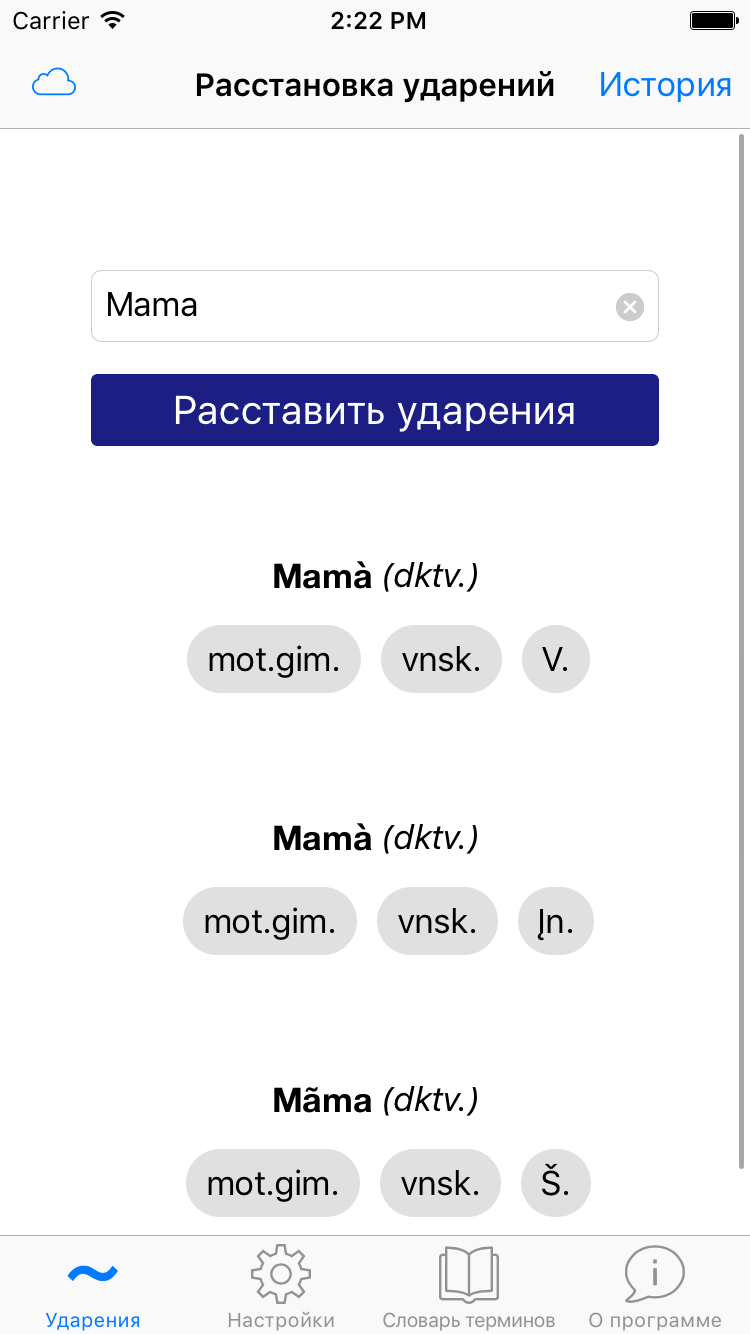 Carrier 2:22 PM
Расстановка ударений История
Mama
Расставить ударения
Mamà (dktv.)
mot.gim. vnsk. V.
Mamà (dktv.)
mot.gim. vnsk. Įn.
Mãma (dktv.)
mot.gim. vnsk. Š.
Ударения Настройки Словарь терминов О программе